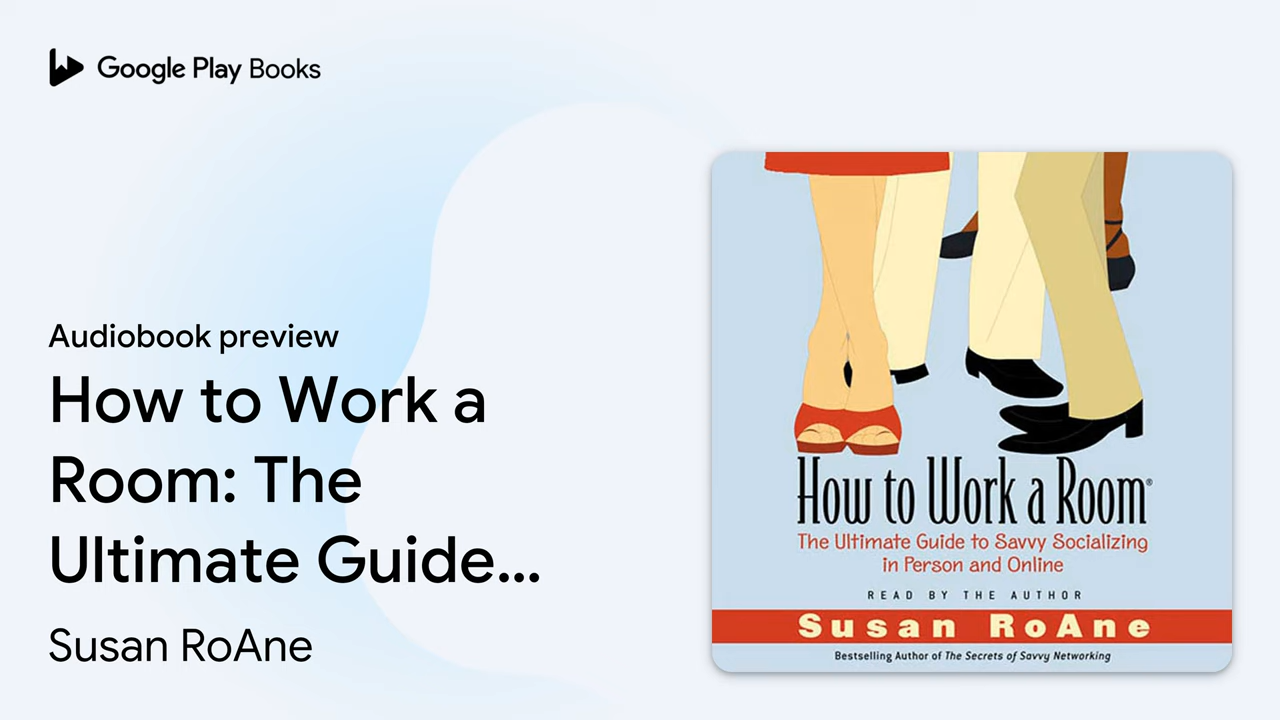 Google Play Books
Audiobook preview
How to Work a
Room: The
Ultimate Guide...
Susan RoAne
How to Work a Room®
The Ultimate Guide to Savvy Socializing
in Person and Online
READ BY THE AUTHOR
Susan RoAne
Bestselling Author of The Secrets of Savvy Networking